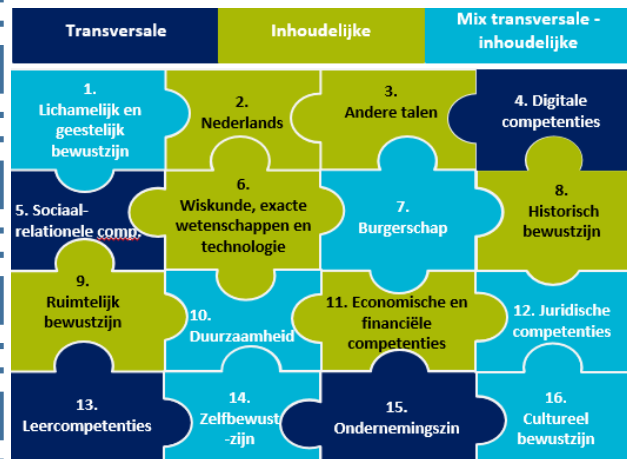 Transversale
Inhoudelijke
Mix transversale -
inhoudelijke
1.
Lichamelijk en
geestelijk
bewustzijn
2.
Nederlands
3.
Andere talen
4. Digitale
competenties
5. Sociaal-
relationele comp.
6.
Wiskunde, exacte
wetenschappen en
technologie
7.
Burgerschap
8.
Historisch
bewustzijn
9.
Ruimtelijk
bewustzijn
10.
Duurzaamheid
11. Economische en
financiële
competenties
12. Juridische
competenties
13.
Leercompetenties
14.
Zelfbewust
-zijn
15.
Ondernemingszin
16.
Cultureel
bewustzijn